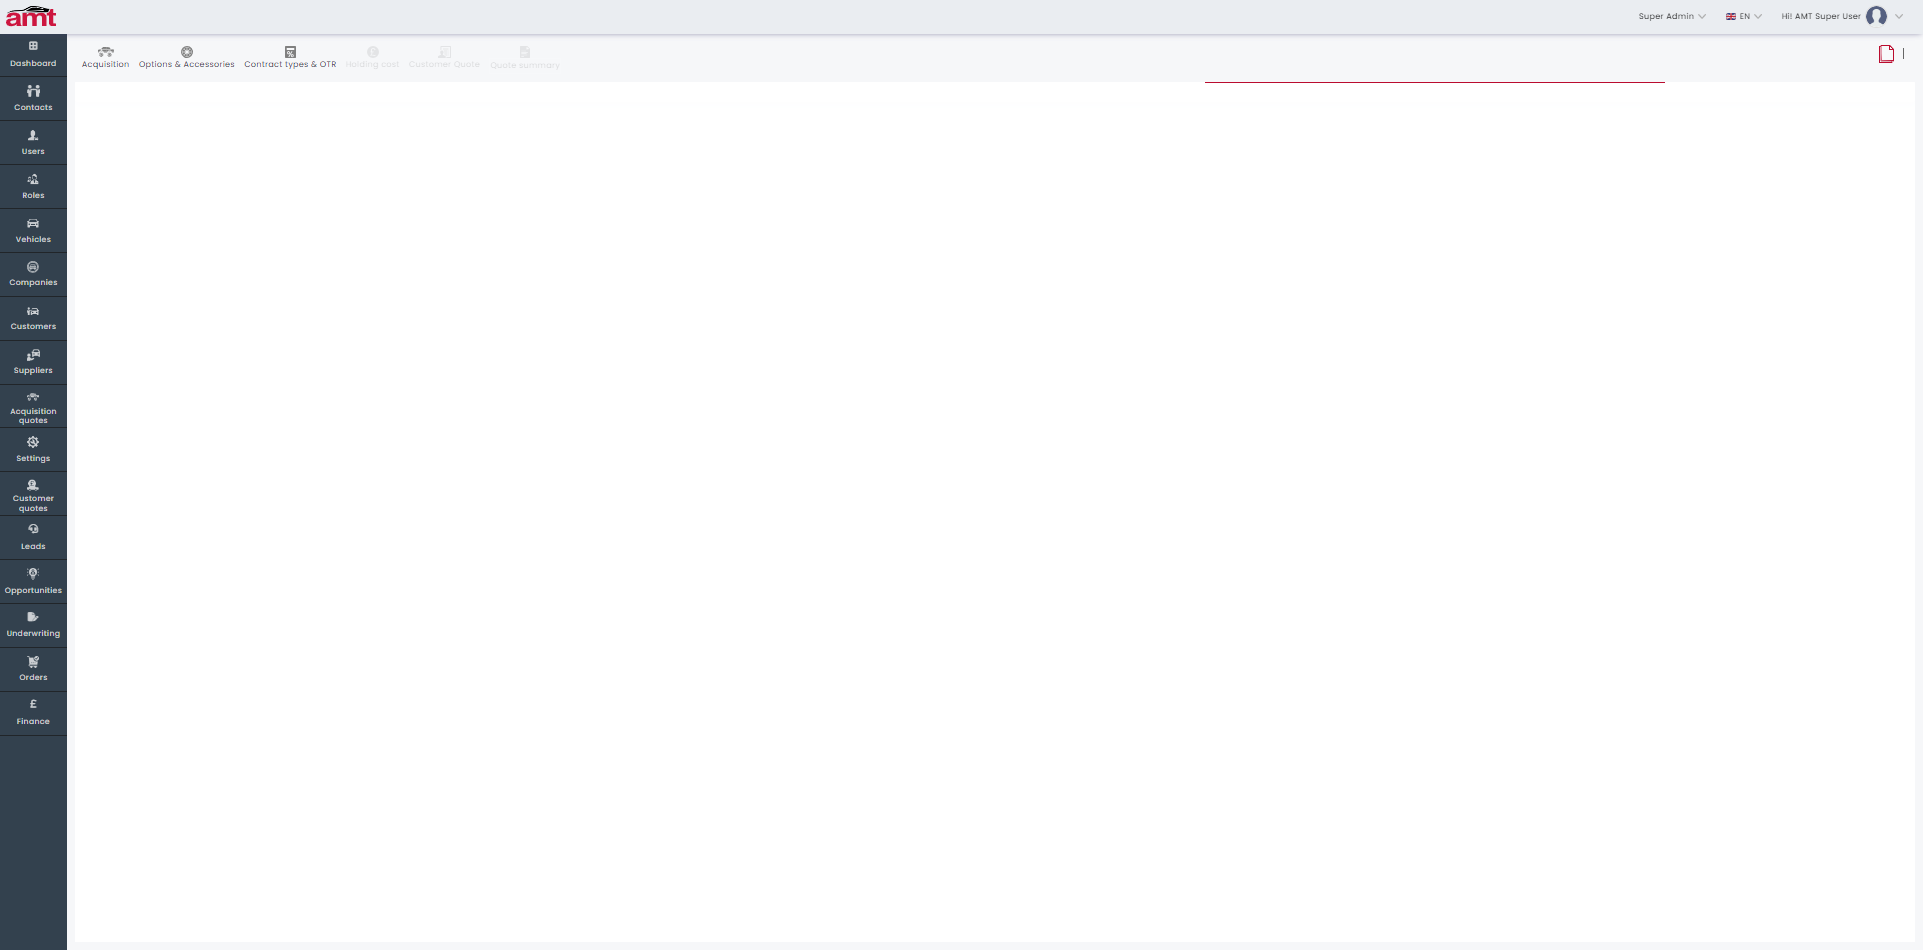 amt
Super Admin
EN
Hi! AMT Super User
Dashboard
Contacts
Users
Roles
Vehicles
Companies
Customers
Suppliers
Acquisition
quotes
Settings
Customer
quotes
Leads
Opportunities
Underwriting
Orders
£
Finance
Acquisition
Options & Accessories
Contract types & OTR
Holding cost
Customer Quote
Quote summary